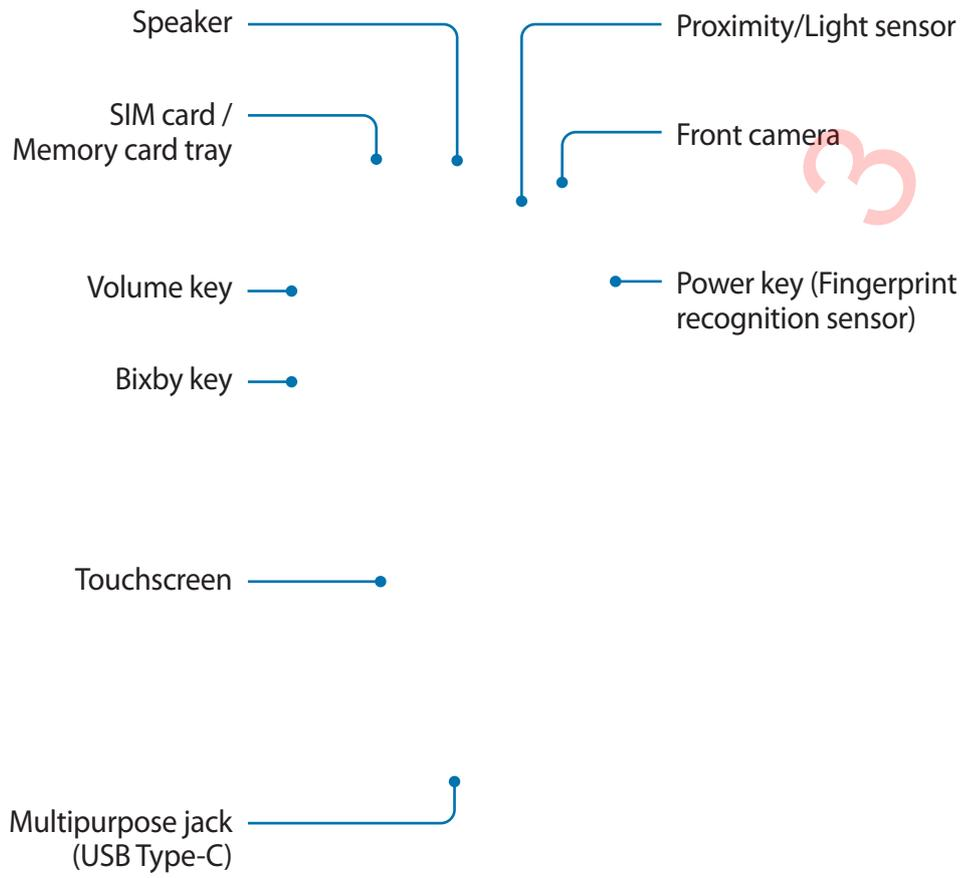 Speaker
SIM card /
Memory card tray
Volume key
Bixby key
Touchscreen
Multipurpose jack
(USB Type-C)
Proximity/Light sensor
Front camera
3
Power key (Fingerprint
recognition sensor)